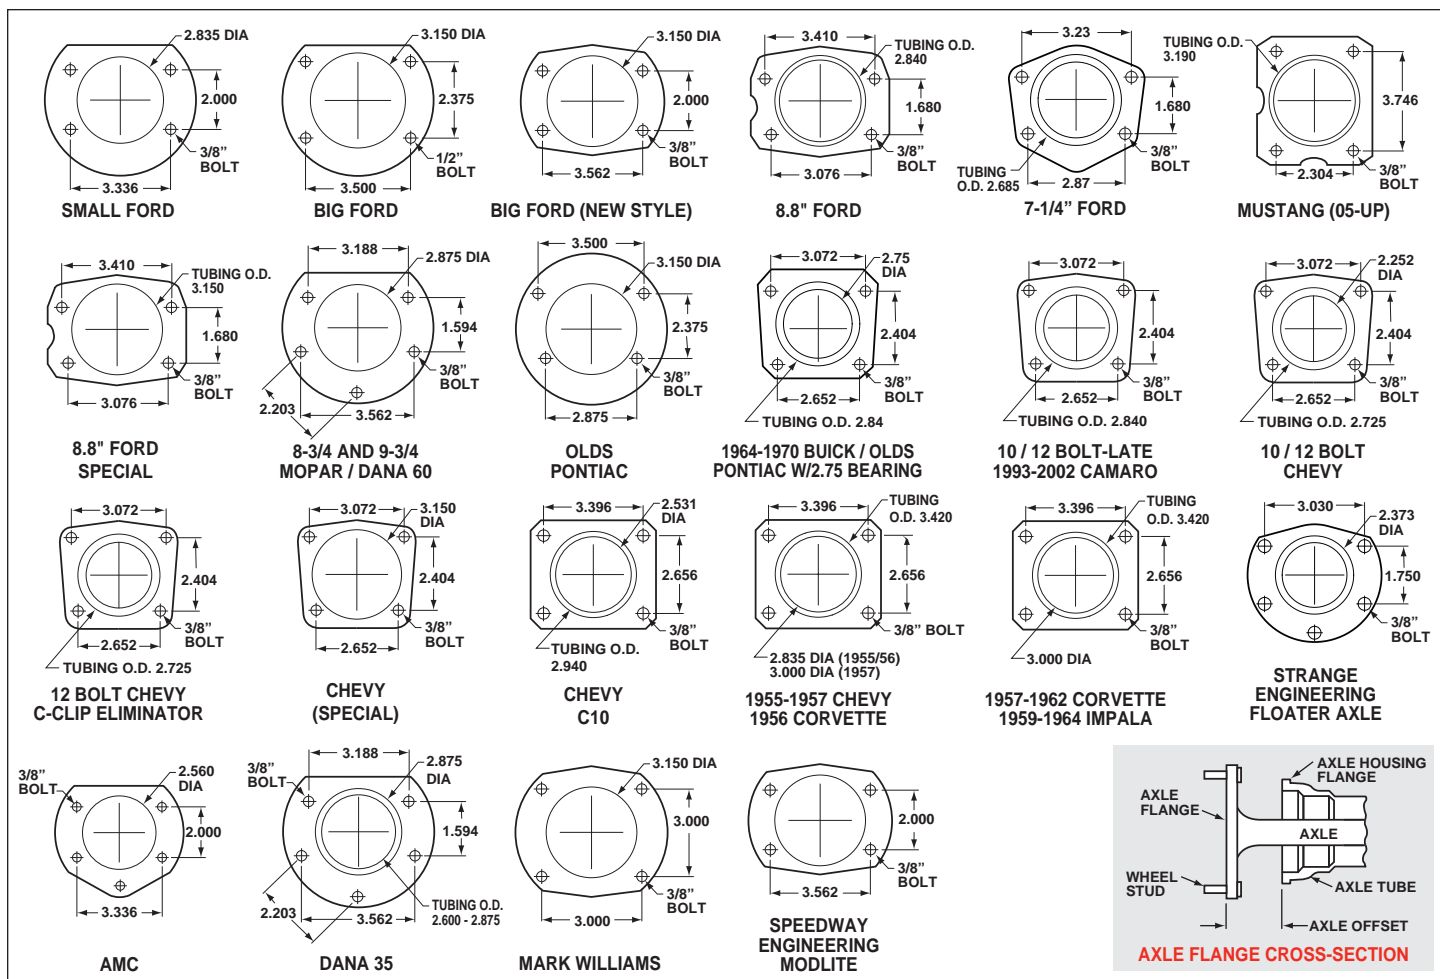 2.835 DIA
2.000
3/8”
BOLT
3.336
SMALL FORD
3.150 DIA
2.375
1/2”
BOLT
3.500
BIG FORD
3.150 DIA
2.000
3/8”
BOLT
3.562
BIG FORD (NEW STYLE)
3.410
TUBING O.D.
2.840
1.680
3/8”
BOLT
3.076
8.8" FORD
3.23
1.680
3/8”
BOLT
TUBING
O.D. 2.685
2.87
7-1/4” FORD
TUBING O.D.
3.190
3.746
3/8”
BOLT
2.304
MUSTANG (05-UP)
3.410
TUBING O.D.
3.150
1.680
3/8”
BOLT
3.076
8.8" FORD
SPECIAL
3.188
2.875 DIA
1.594
3/8”
BOLT
2.203
3.562
8-3/4 AND 9-3/4
MOPAR / DANA 60
3.500
3.150 DIA
2.375
3/8”
BOLT
2.875
OLDS
PONTIAC
3.072
2.75
DIA
2.404
3/8”
BOLT
2.652
TUBING O.D. 2.84
1964-1970 BUICK / OLDS
PONTIAC W/2.75 BEARING
3.072
2.404
3/8”
BOLT
2.652
TUBING O.D. 2.840
10 / 12 BOLT-LATE
1993-2002 CAMARO
3.072
2.252
DIA
2.404
3/8”
BOLT
2.652
TUBING O.D. 2.725
10 / 12 BOLT
CHEVY
3.072
2.404
3/8”
BOLT
2.652
TUBING O.D. 2.725
12 BOLT CHEVY
C-CLIP ELIMINATOR
3.072
3.150
DIA
2.404
3/8”
BOLT
2.652
CHEVY
(SPECIAL)
3.396
2.531
DIA
2.656
3/8”
BOLT
TUBING O.D.
2.940
CHEVY
C10
3.396
TUBING
O.D. 3.420
2.656
3/8” BOLT
2.835 DIA (1955/56)
3.000 DIA (1957)
1955-1957 CHEVY
1956 CORVETTE
3.396
TUBING
O.D. 3.420
2.656
3/8”
BOLT
3.000 DIA
1957-1962 CORVETTE
1959-1964 IMPALA
3.030
2.373
DIA
1.750
3/8”
BOLT
STRANGE
ENGINEERING
FLOATER AXLE
3/8”
BOLT
2.560
DIA
2.000
3.336
AMC
3/8”
BOLT
3.188
2.875
DIA
1.594
2.203
3.562
TUBING O.D.
2.600 - 2.875
DANA 35
3.150 DIA
3.000
3/8”
BOLT
3.000
MARK WILLIAMS
2.000
3/8”
BOLT
3.562
SPEEDWAY
ENGINEERING
MODLITE
AXLE HOUSING
FLANGE
AXLE
FLANGE
AXLE
WHEEL
STUD
AXLE TUBE
AXLE OFFSET
AXLE FLANGE CROSS-SECTION